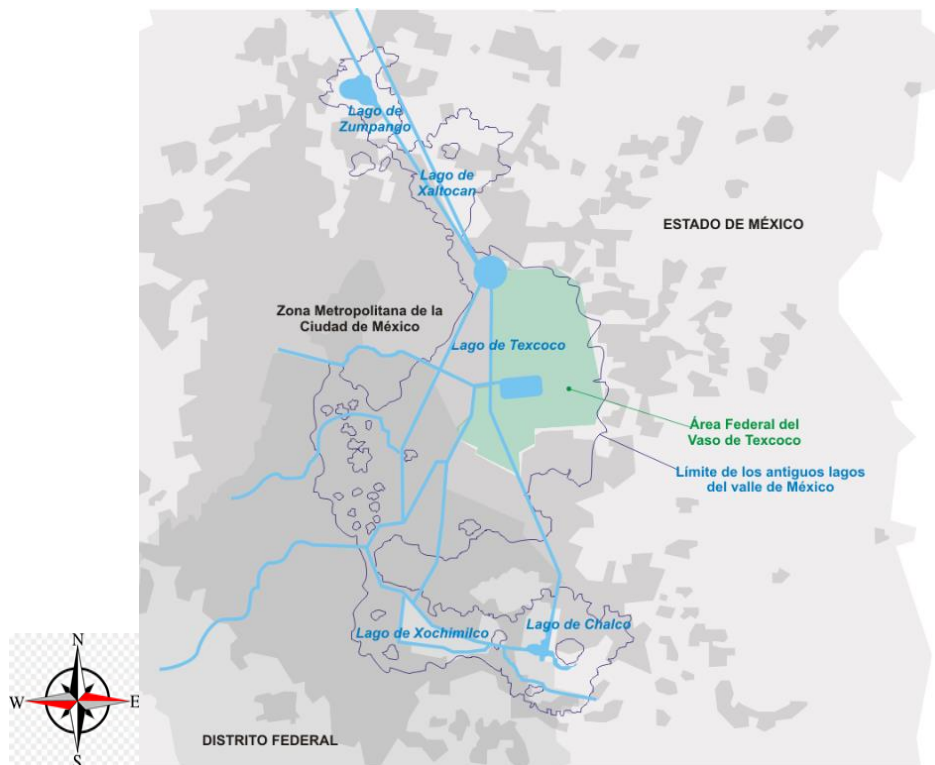 Lago de
Zumpango
Lago de
Xaltocan
ESTADO DE MÉXICO
Zona Metropolitana de la
Ciudad de México
Lago de Texcoco
Área Federal del
Vaso de Texcoco
Límite de los antiguos lagos
del valle de México
Lago de Xochimilco
Lago de Chalco
N
W
E
S
DISTRITO FEDERAL